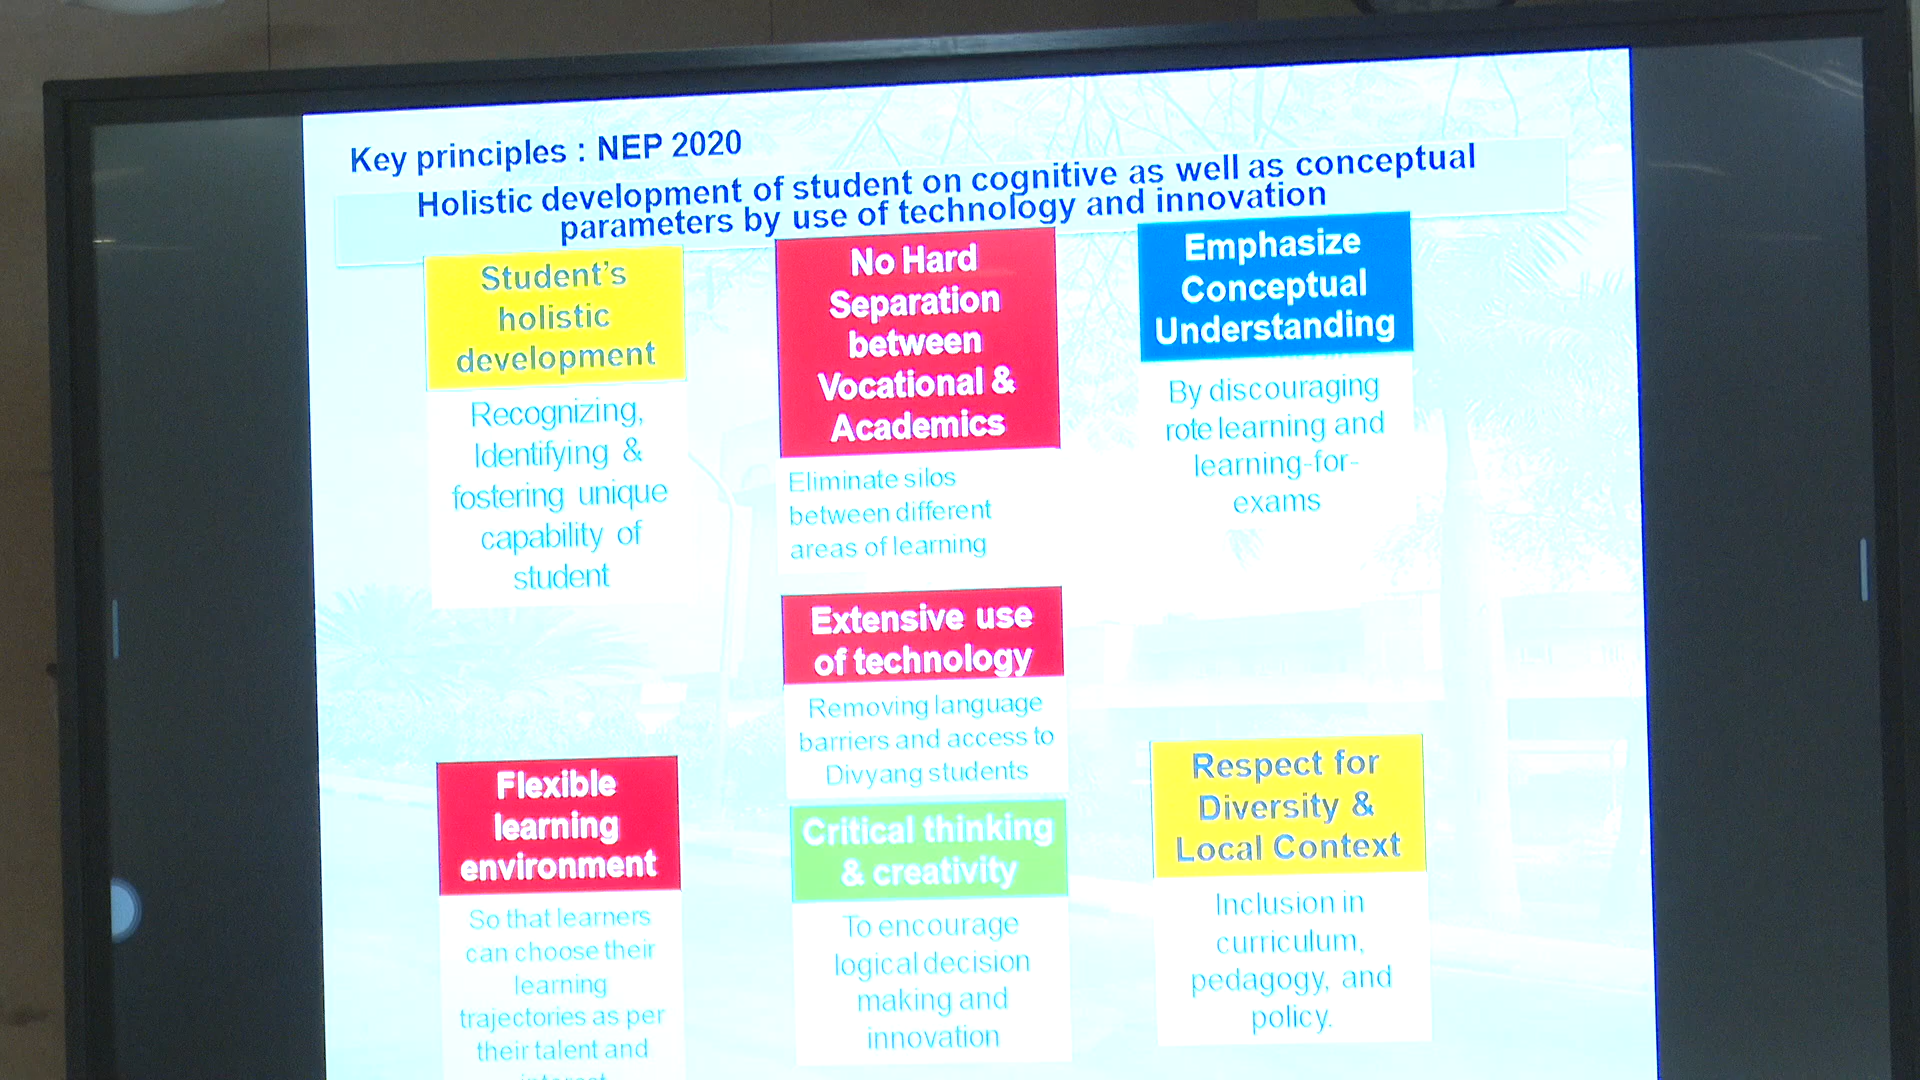 Key principles : NEP 2020
Holistic development of student on cognitive as well as conceptual
parameters by use of technology and innovation
Student's
holistic
development
Recognizing,
Identifying &
fostering unique
capability of
student
No Hard
Separation
between
Vocational &
Academics
Eliminate silos
between different
areas of learning
Emphasize
Conceptual
Understanding
By discouraging
rote learning and
learning-for-
exams
Extensive use
of technology
Removing language
barriers and access to
Divyang students
Flexible
learning
environment
So that learners
can choose their
learning
trajectories as per
their talent and
Critical thinking
& creativity
To encourage
logical decision
making and
innovation
Respect for
Diversity &
Local Context
Inclusion in
curriculum,
pedagogy, and
policy.